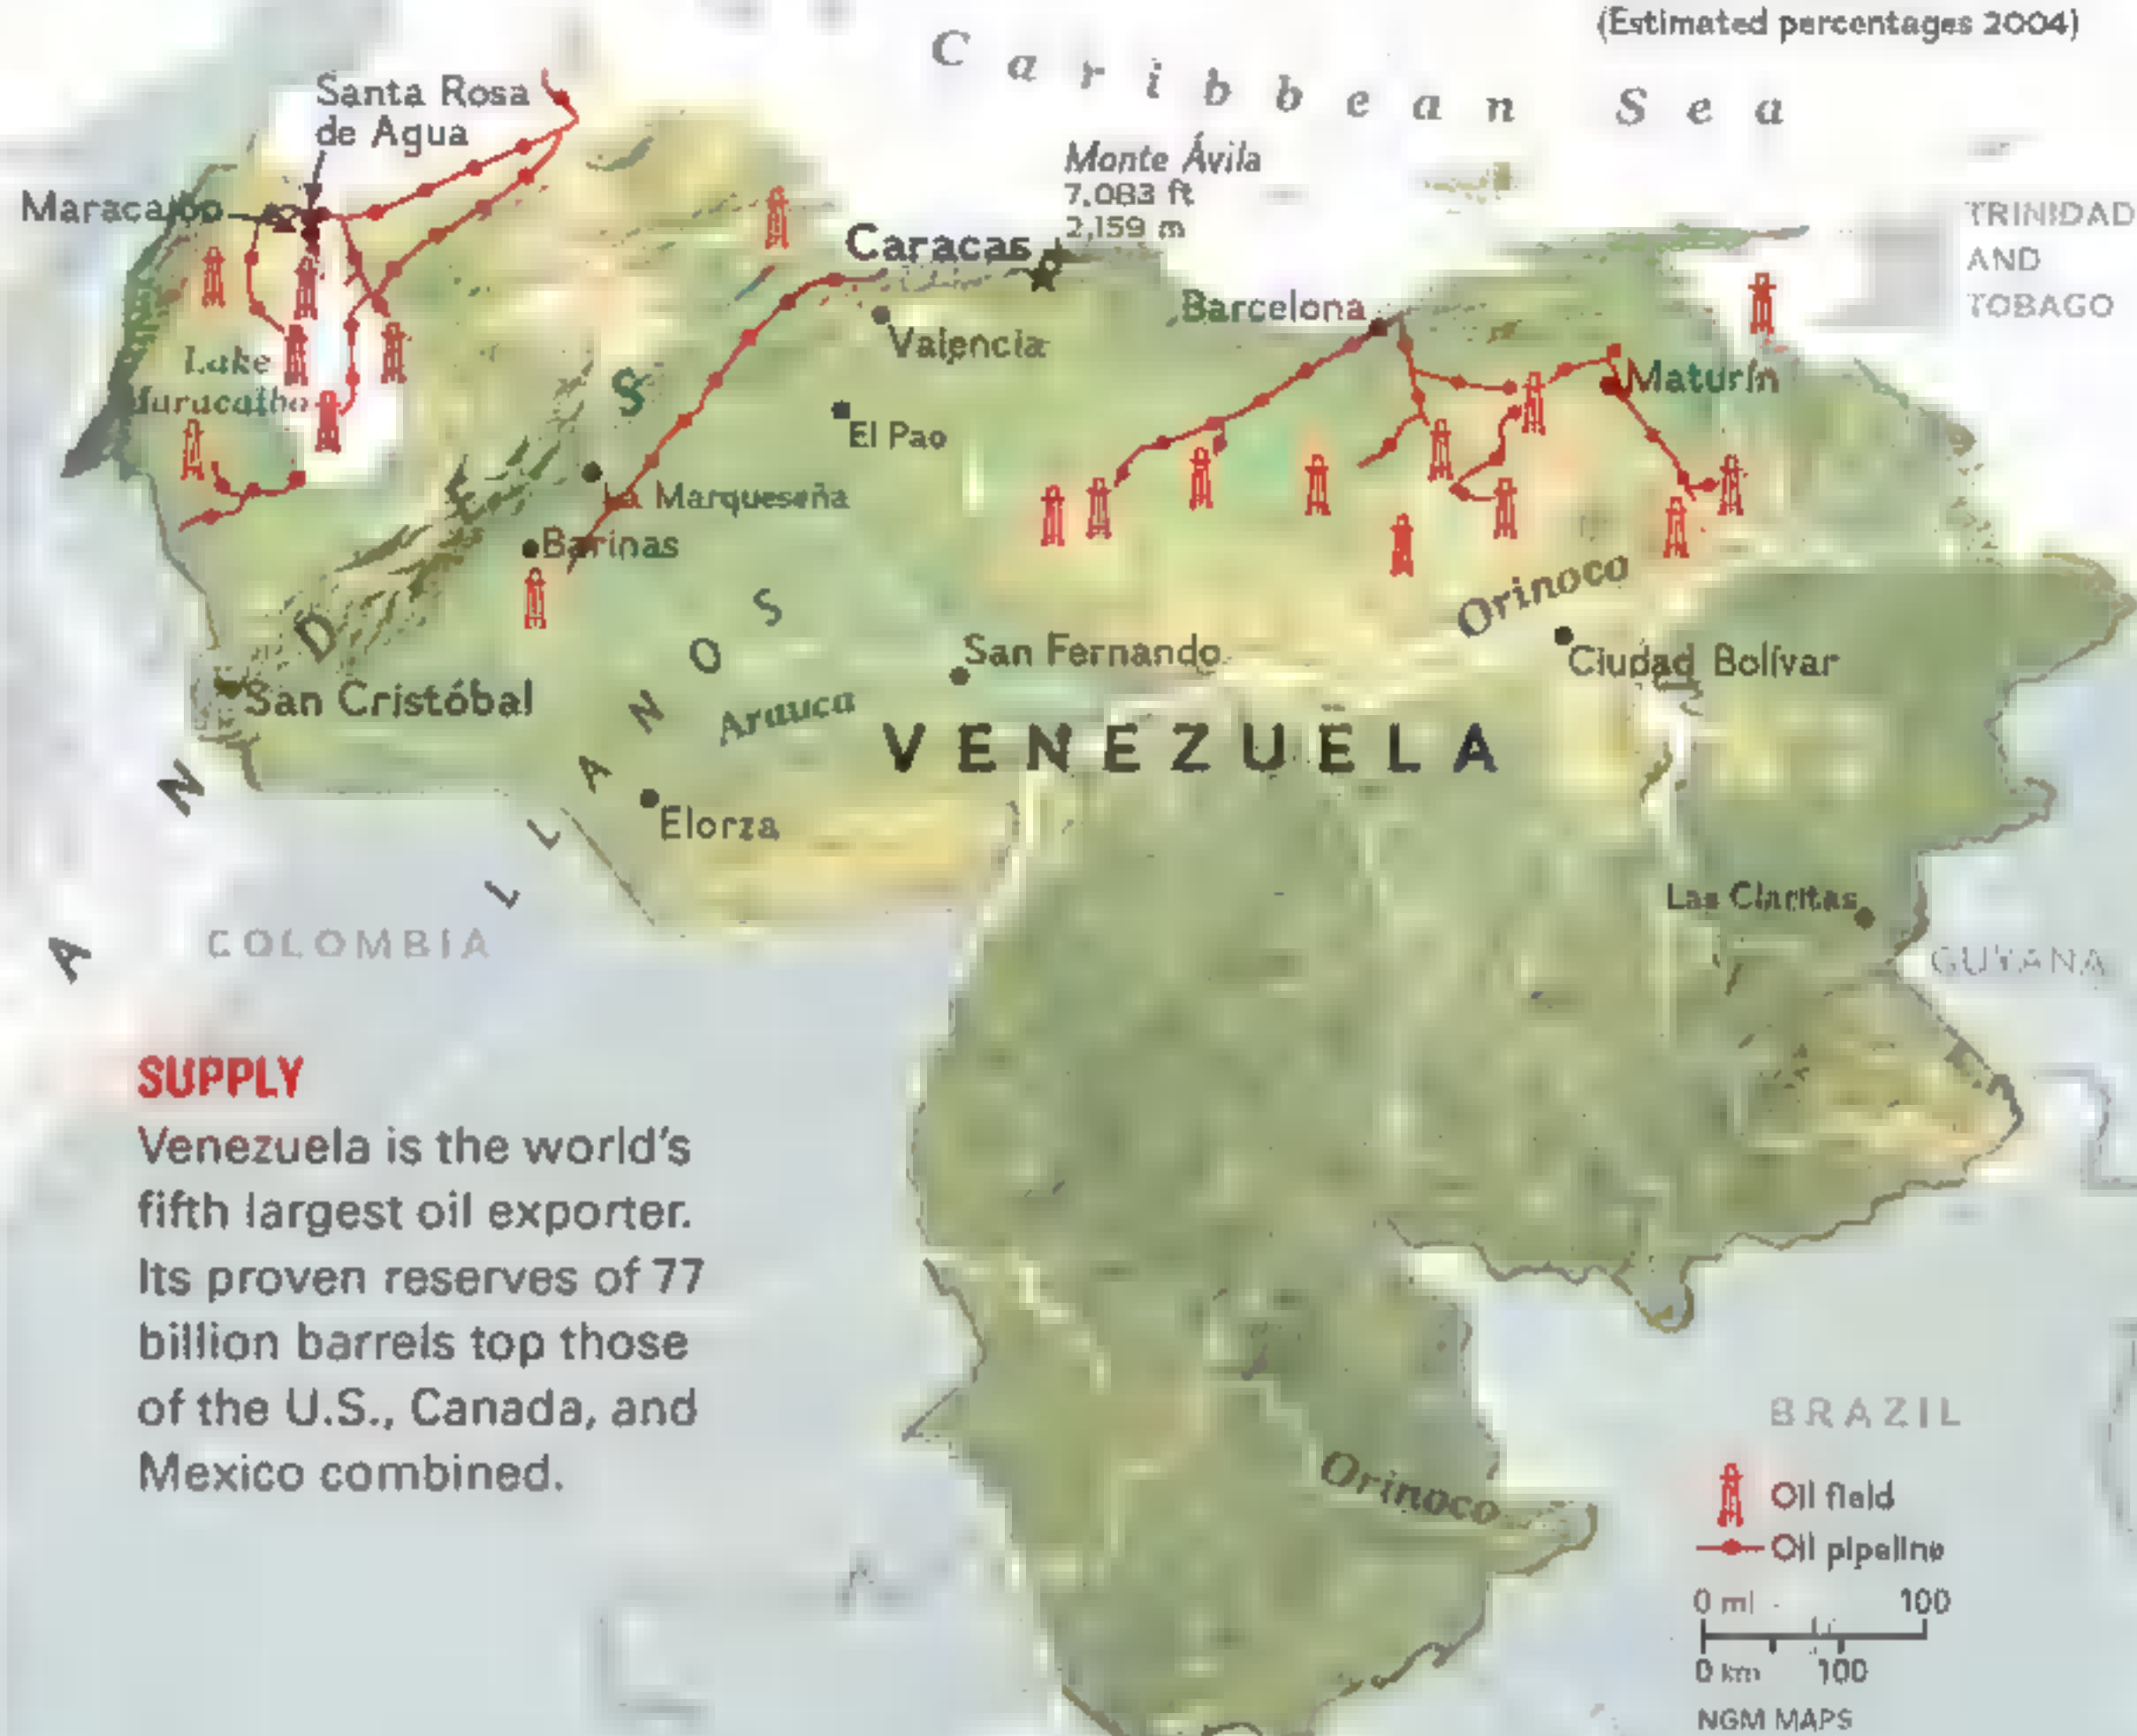 (Estimated percentages 2004)
Caribbean Sea
Santa Rosa
de Agua
Monte Ávila
7,083 ft
2,159 m
Maracaibo
Caracas
TRINIDAD
AND
TOBAGO
Barcelona
Valencia
Lake
Maracaibo
Maturín
El Pao
La Marqueseña
Barinas
Orinoco
San Fernando
Ciudad Bolívar
San Cristóbal
Arauca
VENEZUELA
ANDES
LLANOS
Elorza
Las Claritas
COLOMBIA
GUYANA
SUPPLY
Venezuela is the world's
fifth largest oil exporter.
Its proven reserves of 77
billion barrels top those
of the U.S., Canada, and
Mexico combined.
BRAZIL
Orinoco
Oil field
Oil pipeline
0 mi 100
0 km 100
NGM MAPS